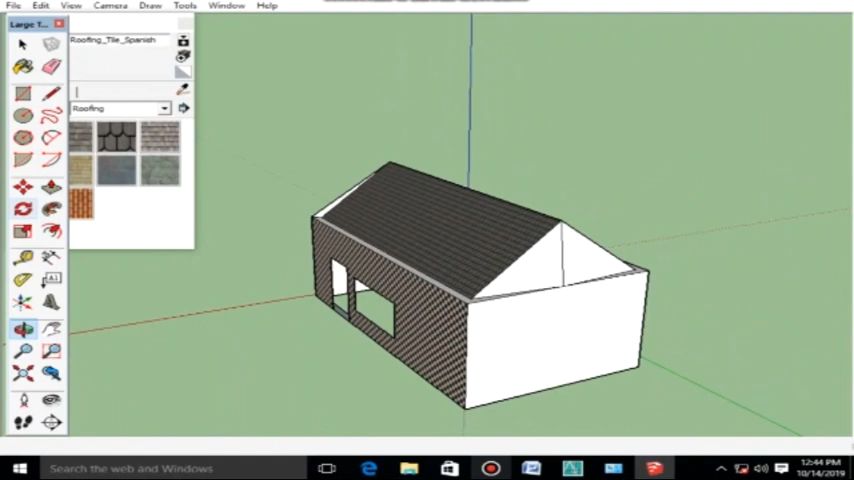 File Edit View Camera Draw Tools Window Help
Large T...
Roofing_Tile_Spanish
Roofing
A1
Search the web and Windows
12:44 PM
10/14/2019